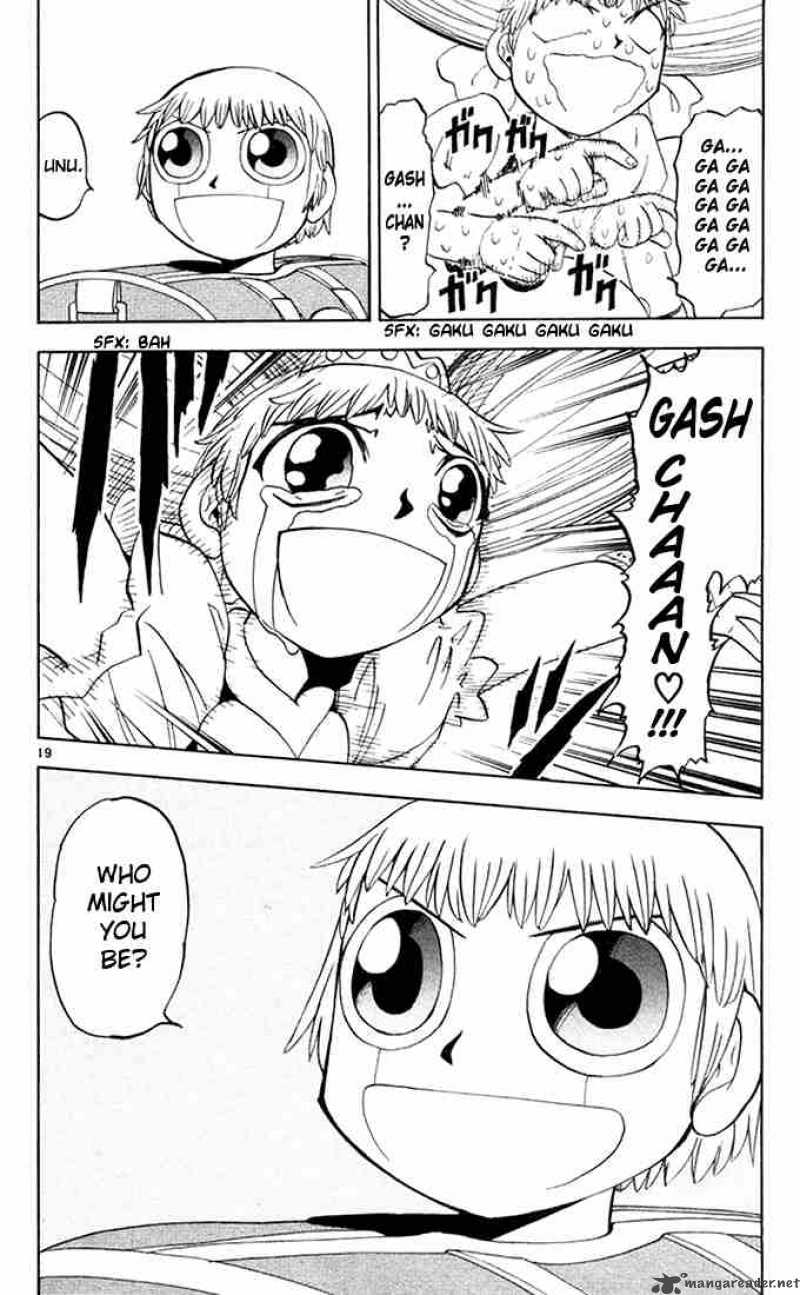 GA...
GA GA
GA GA
GA GA
GA GA
GA GA
GA...
GASH
...
CHAN
?
ガク
ガク
ガク
ガク
SFX: GAKU GAKU GAKU GAKU
UNU.
SFX: BAH
GASH
CHAAAN♡!!!
19
WHO
MIGHT
YOU
BE?
mangareader.net